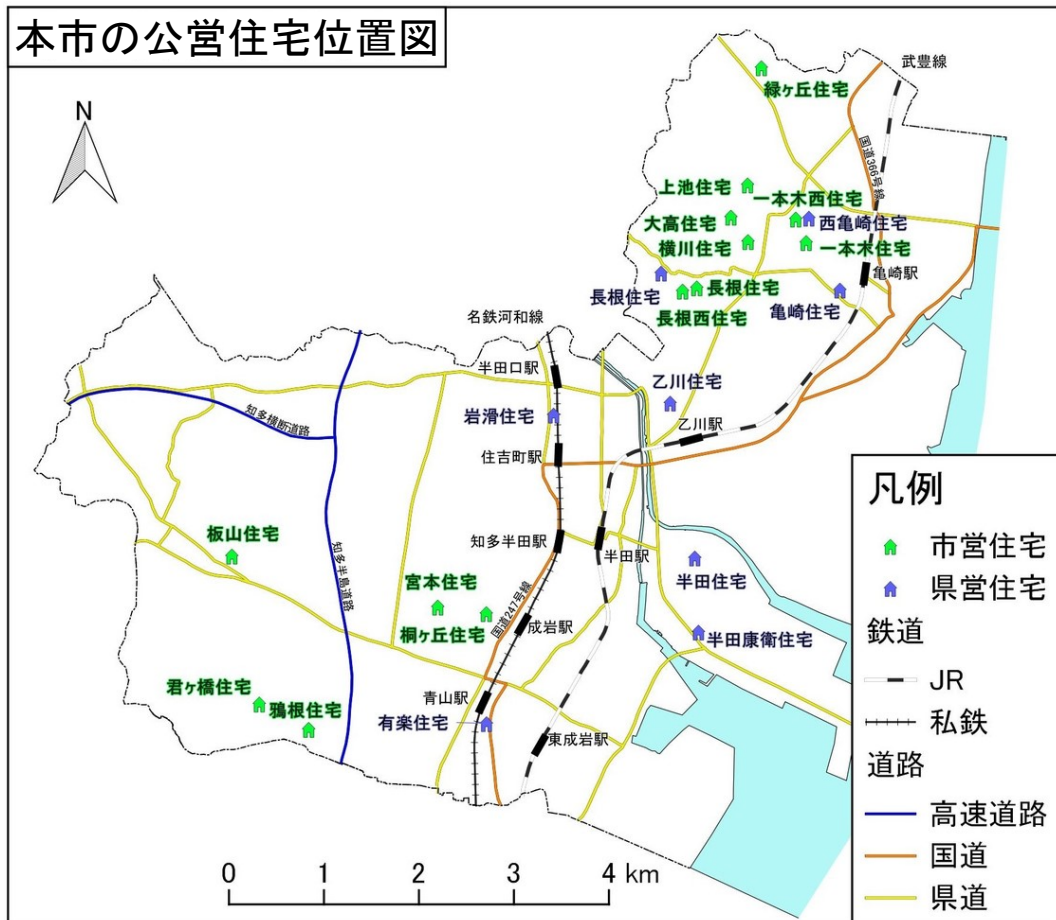 本市の公営住宅位置図
N
武豊線
緑ヶ丘住宅
国道366号線
上池住宅
一本木西住宅
大高住宅
西亀崎住宅
横川住宅
一本木住宅
亀崎駅
長根住宅
長根住宅
亀崎住宅
長根西住宅
名鉄河和線
半田口駅
乙川住宅
岩滑住宅
知多横断道路
乙川駅
住吉町駅
板山住宅
知多半田駅
半田駅
知多半島道路
宮本住宅
半田住宅
国道247号線
桐ヶ丘住宅
成岩駅
半田康衛住宅
君ヶ橋住宅
青山駅
鴉根住宅
有楽住宅
東成岩駅
凡例
市営住宅
県営住宅
鉄道
JR
私鉄
道路
高速道路
国道
県道
0 1 2 3 4 km